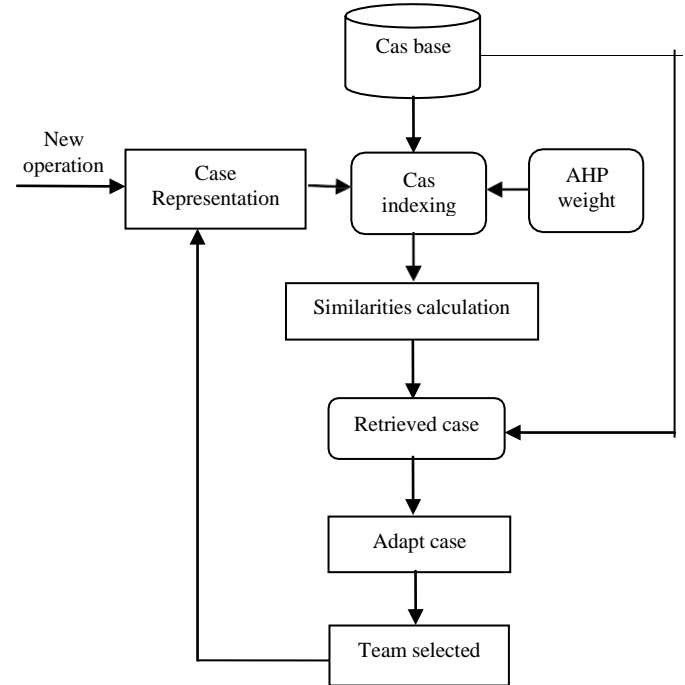 Cas base
New
operation
Case
Representation
Cas
indexing
AHP
weight
Similarities calculation
Retrieved case
Adapt case
Team selected